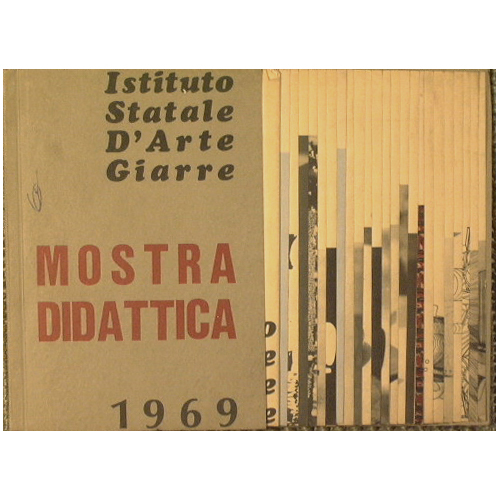 Istituto
Statale
D'Arte
Giarre
MOSTRA
DIDATTICA
1969
o
e
e
e